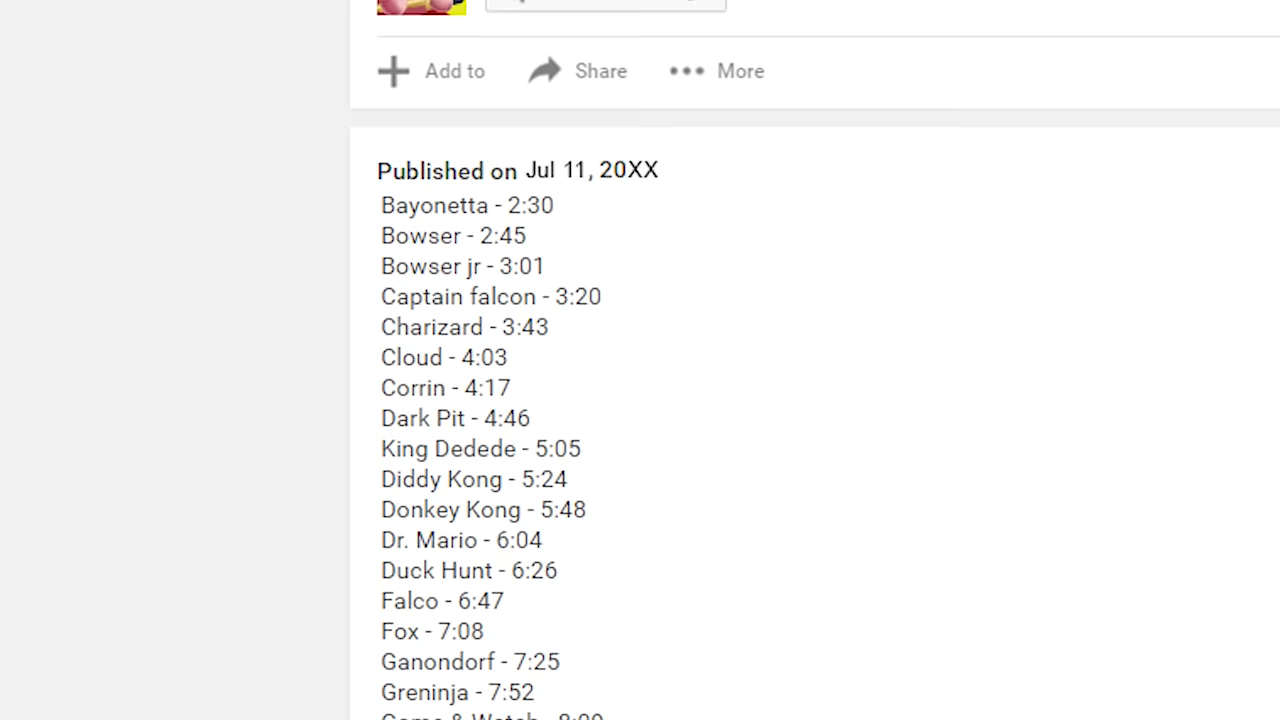 Add to Share More
Published on Jul 11, 20XX
Bayonetta - 2:30
Bowser - 2:45
Bowser jr - 3:01
Captain falcon - 3:20
Charizard - 3:43
Cloud - 4:03
Corrin - 4:17
Dark Pit - 4:46
King Dedede - 5:05
Diddy Kong - 5:24
Donkey Kong - 5:48
Dr. Mario - 6:04
Duck Hunt - 6:26
Falco - 6:47
Fox - 7:08
Ganondorf - 7:25
Greninja - 7:52
Game & Watch -